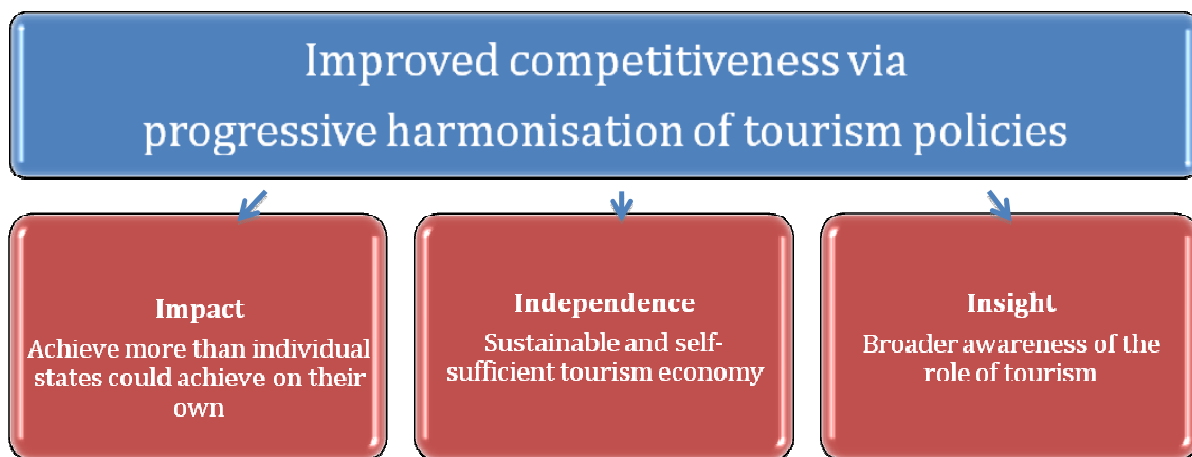 Improved competitiveness via
progressive harmonisation of tourism policies
Impact
Achieve more than individual
states could achieve on their
own
Independence
Sustainable and self-
sufficient tourism economy
Insight
Broader awareness of the
role of tourism